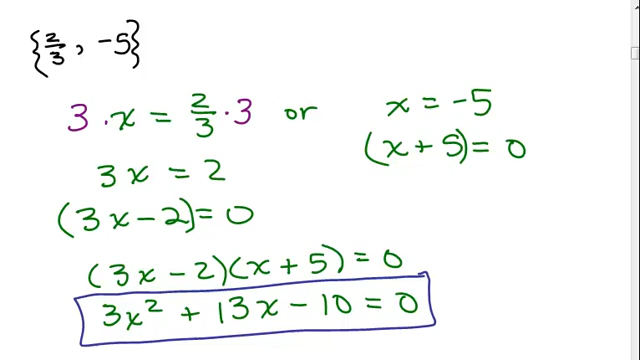 {2/3, -5}
3 · x = 2/3 · 3 or x = -5
3x = 2 (x + 5) = 0
(3x - 2) = 0
(3x - 2)(x + 5) = 0
3x² + 13x - 10 = 0